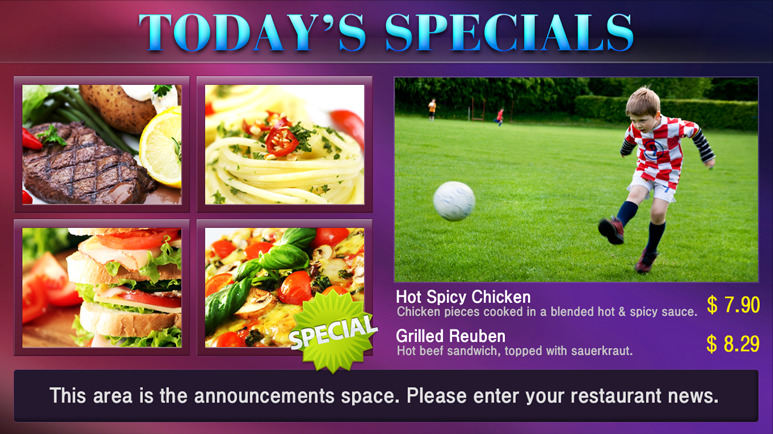 TODAY'S SPECIALS
SPECIAL
Hot Spicy Chicken
Chicken pieces cooked in a blended hot & spicy sauce.
$ 7.90
Grilled Reuben
Hot beef sandwich, topped with sauerkraut.
$ 8.29
This area is the announcements space. Please enter your restaurant news.